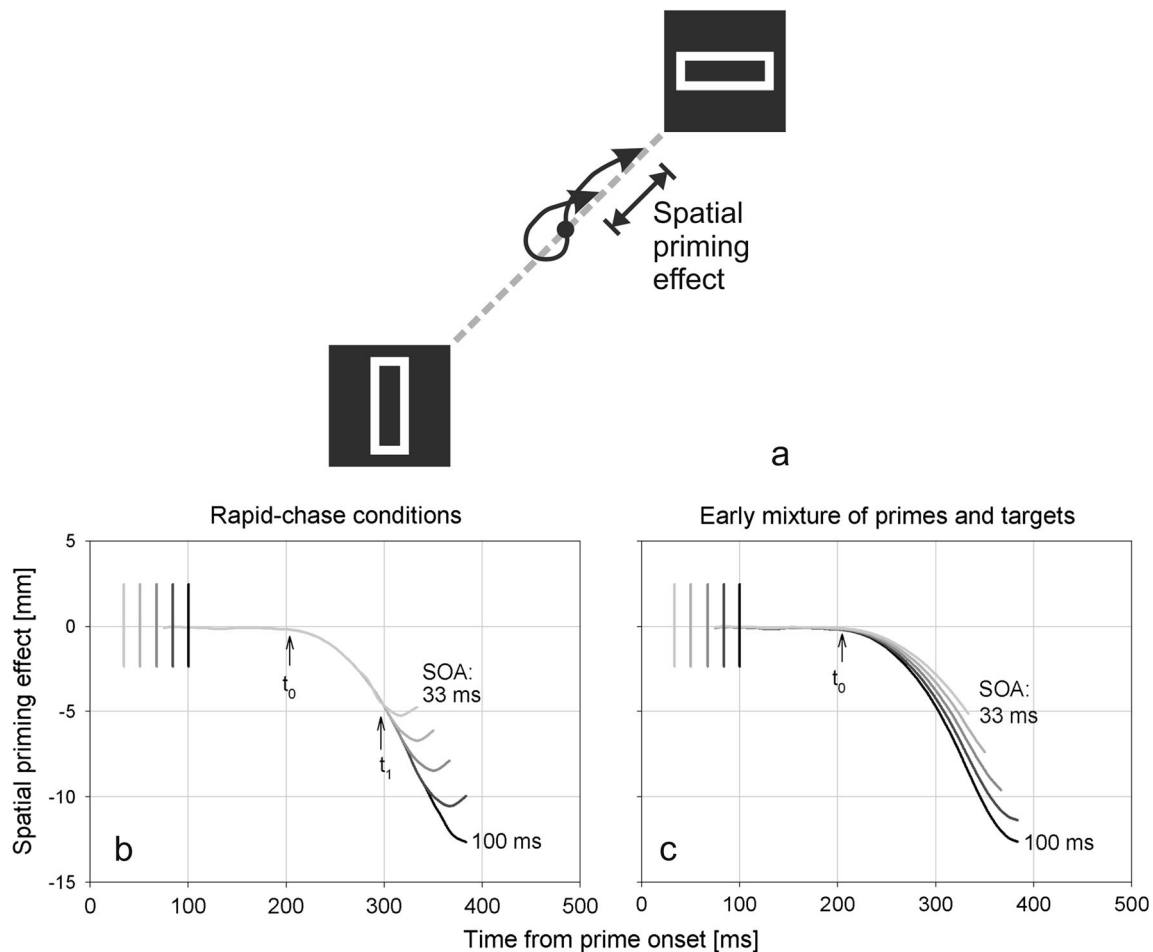 Spatial
priming
effect
a
Rapid-chase conditions
Early mixture of primes and targets
Spatial priming effect [mm]
5
0
-5
-10
-15
t0
t1
SOA:
33 ms
100 ms
b
0 100 200 300 400 500
t0
SOA:
33 ms
100 ms
c
0 100 200 300 400 500
Time from prime onset [ms]